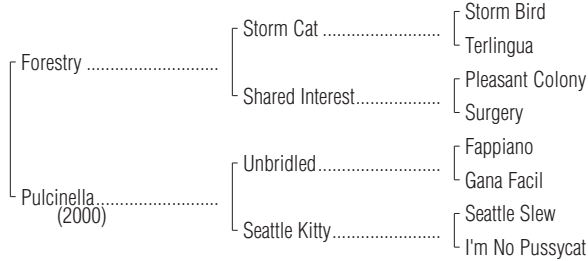 Storm Bird
Storm Cat ..............................
Terlingua
Forestry ..................................
Pleasant Colony
Shared Interest.....................
Surgery
Fappiano
Unbridled...............................
Gana Facil
Pulcinella...............................
(2000)
Seattle Slew
Seattle Kitty...........................
I'm No Pussycat